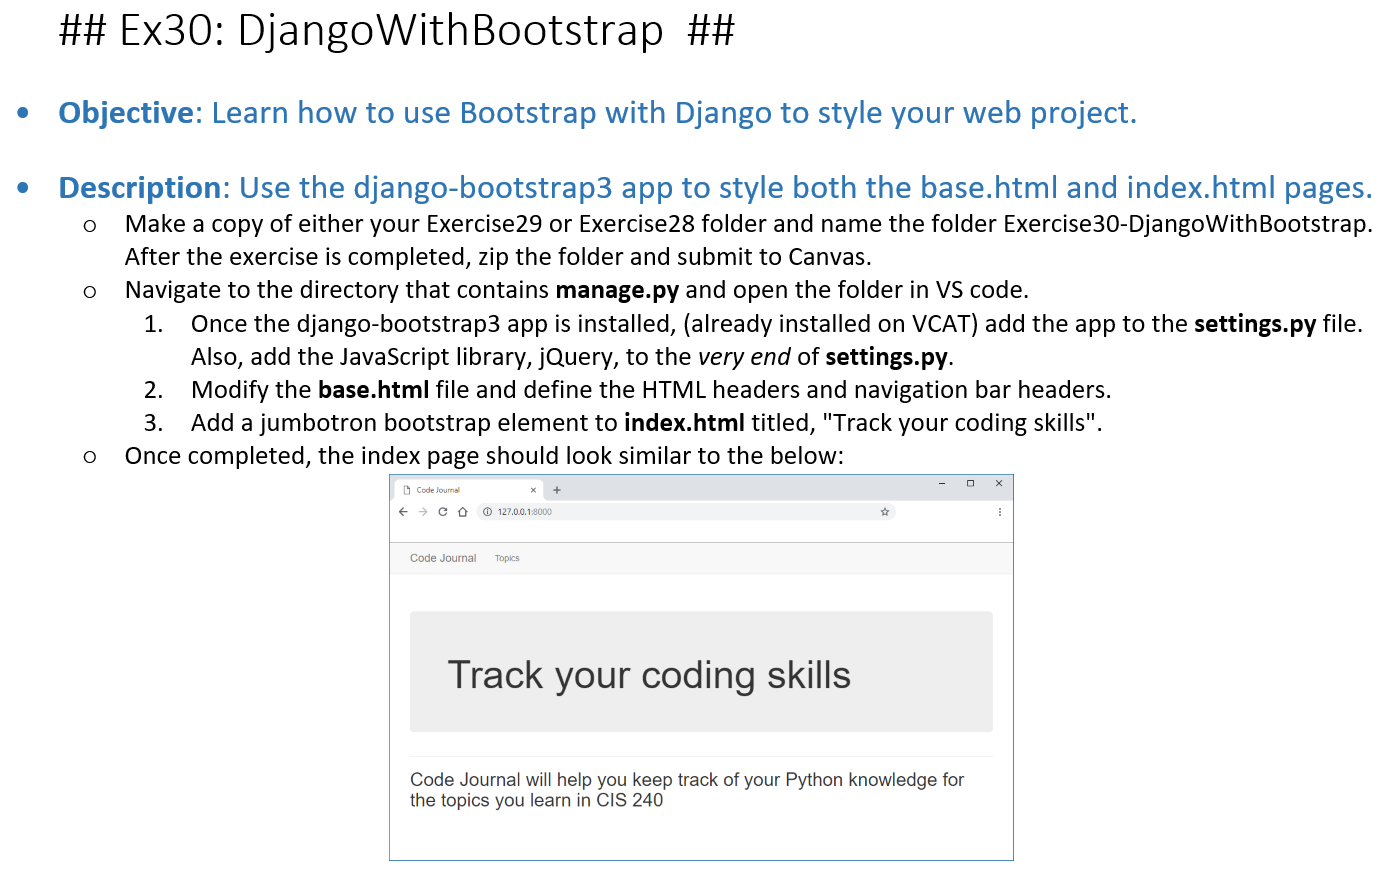 ## Ex30: DjangoWithBootstrap ##
• Objective: Learn how to use Bootstrap with Django to style your web project.
• Description: Use the django-bootstrap3 app to style both the base.html and index.html pages.
○ Make a copy of either your Exercise29 or Exercise28 folder and name the folder Exercise30-DjangoWithBootstrap.
After the exercise is completed, zip the folder and submit to Canvas.
○ Navigate to the directory that contains manage.py and open the folder in VS code.
1. Once the django-bootstrap3 app is installed, (already installed on VCAT) add the app to the settings.py file.
Also, add the JavaScript library, jQuery, to the very end of settings.py.
2. Modify the base.html file and define the HTML headers and navigation bar headers.
3. Add a jumbotron bootstrap element to index.html titled, "Track your coding skills".
○ Once completed, the index page should look similar to the below:
Code Journal
127.0.0.1:8000
Code Journal Topics
Track your coding skills
Code Journal will help you keep track of your Python knowledge for
the topics you learn in CIS 240